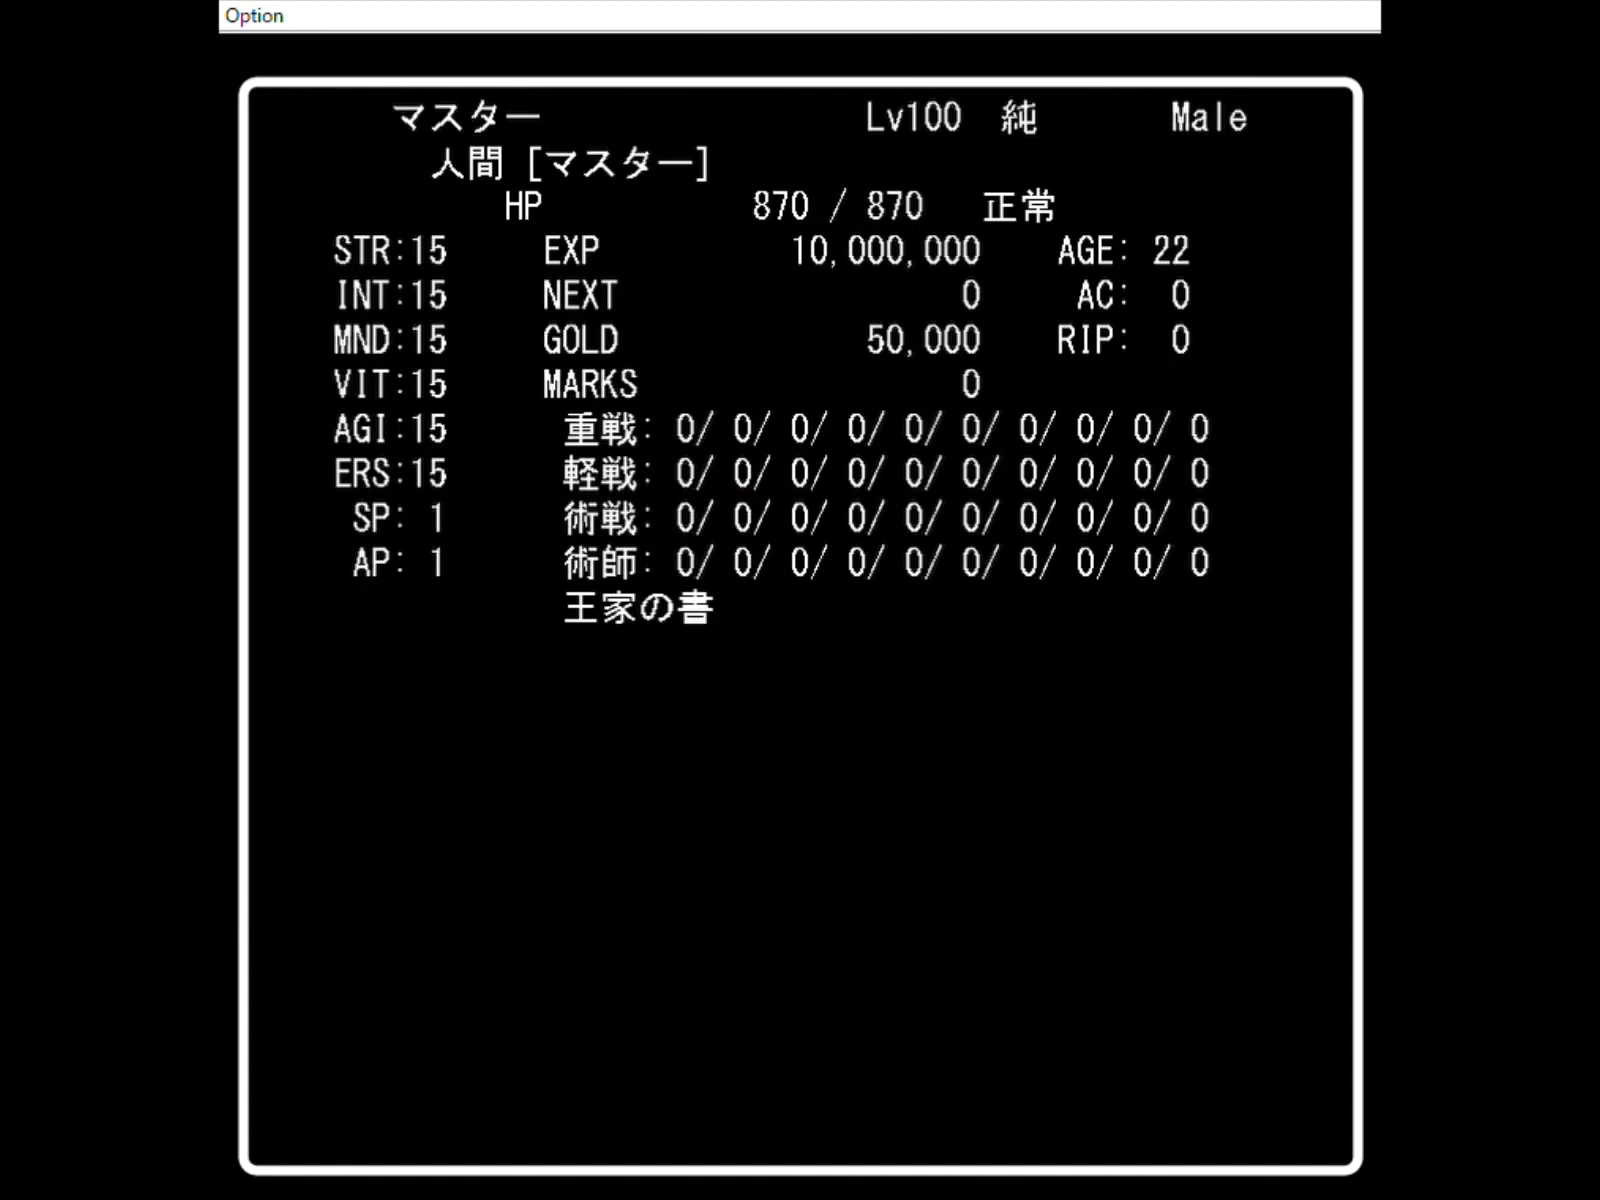 Option
マスター Lv100 純 Male
人間 [マスター]
HP 870 / 870 正常
STR:15 EXP 10,000,000 AGE: 22
INT:15 NEXT 0 AC: 0
MND:15 GOLD 50,000 RIP: 0
VIT:15 MARKS 0
AGI:15 重戦: 0/ 0/ 0/ 0/ 0/ 0/ 0/ 0/ 0/ 0
ERS:15 軽戦: 0/ 0/ 0/ 0/ 0/ 0/ 0/ 0/ 0/ 0
SP: 1 術戦: 0/ 0/ 0/ 0/ 0/ 0/ 0/ 0/ 0/ 0
AP: 1 術師: 0/ 0/ 0/ 0/ 0/ 0/ 0/ 0/ 0/ 0
王家の書